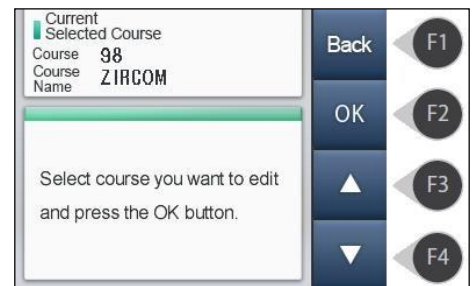 Current
Selected Course
Course 98
Course
Name ZIRCOM
Select course you want to edit
and press the OK button.
Back
OK
F1
F2
F3
F4